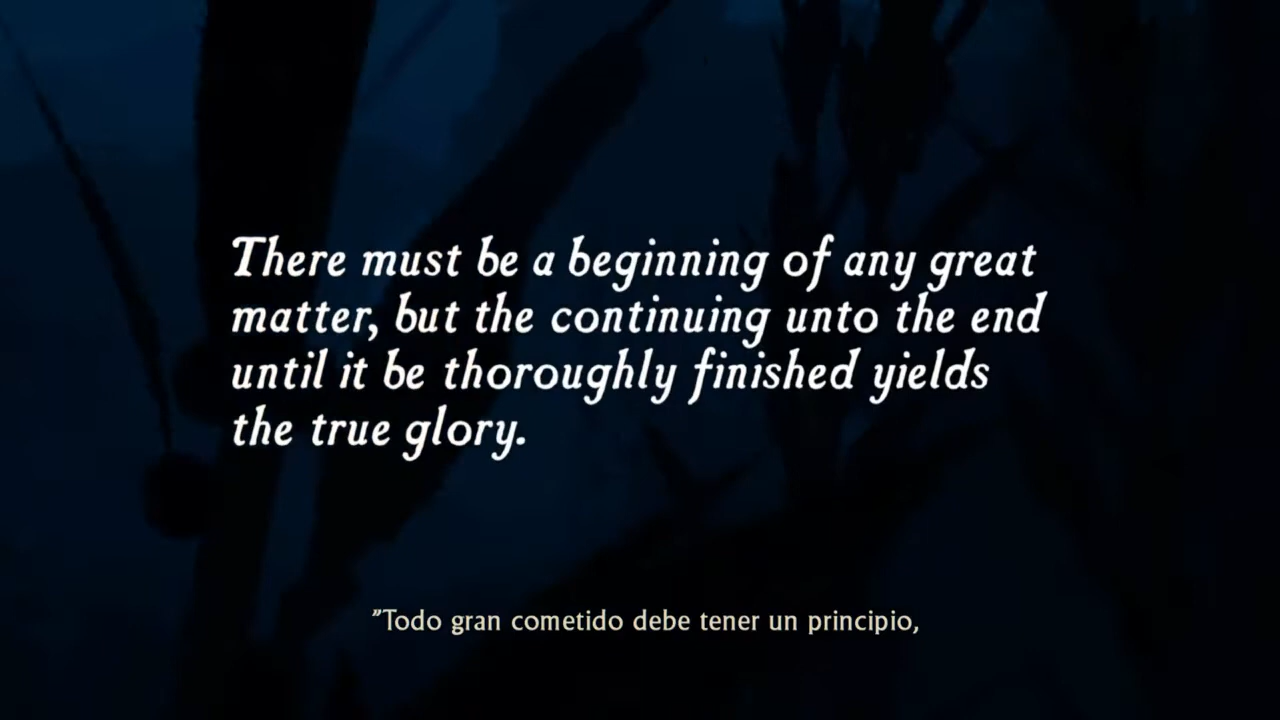 There must be a beginning of any great
matter, but the continuing unto the end
until it be thoroughly finished yields
the true glory.
"Todo gran cometido debe tener un principio,